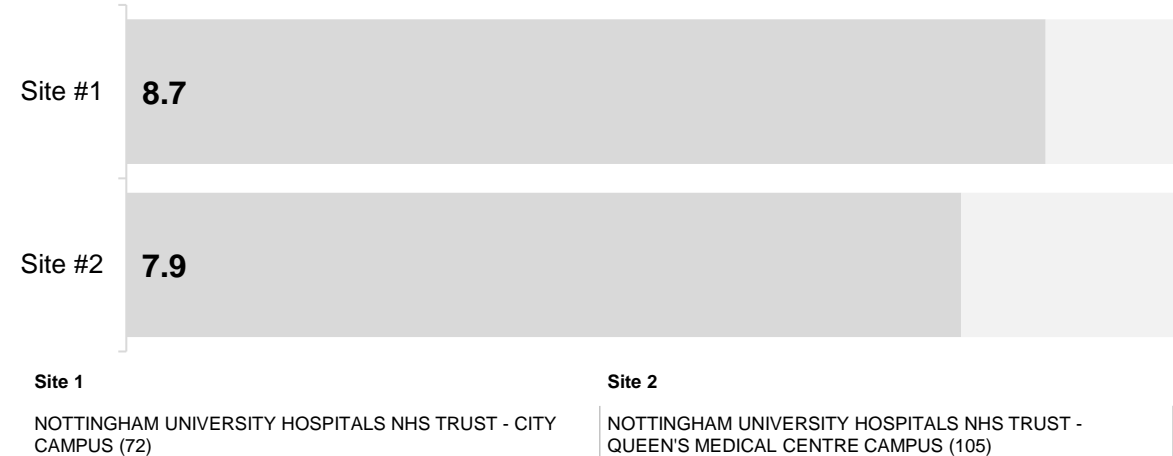 Site #1
8.7
Site #2
7.9
Site 1
NOTTINGHAM UNIVERSITY HOSPITALS NHS TRUST - CITY
CAMPUS (72)
Site 2
NOTTINGHAM UNIVERSITY HOSPITALS NHS TRUST -
QUEEN'S MEDICAL CENTRE CAMPUS (105)